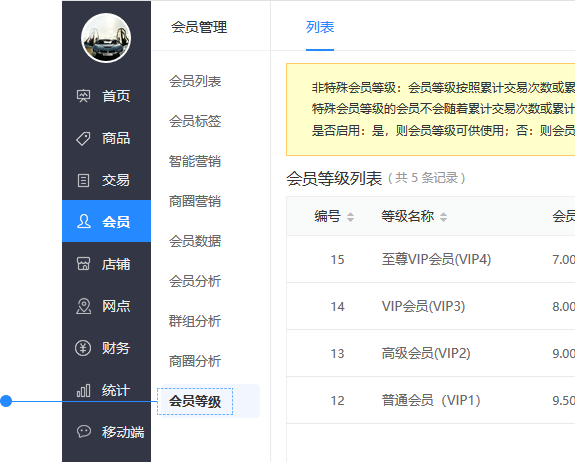 首页
商品
交易
会员
店铺
网点
财务
统计
移动端
会员管理
会员列表
会员标签
智能营销
商圈营销
会员数据
会员分析
群组分析
商圈分析
会员等级
列表
非特殊会员等级：会员等级按照累计交易次数或累
特殊会员等级的会员不会随着累计交易次数或累计
是否启用：是，则会员等级可供使用；否：则会员
会员等级列表 ( 共 5 条记录 )
编号 等级名称 会员
15 至尊VIP会员(VIP4) 7.00
14 VIP会员(VIP3) 8.00
13 高级会员(VIP2) 9.00
12 普通会员（VIP1） 9.50